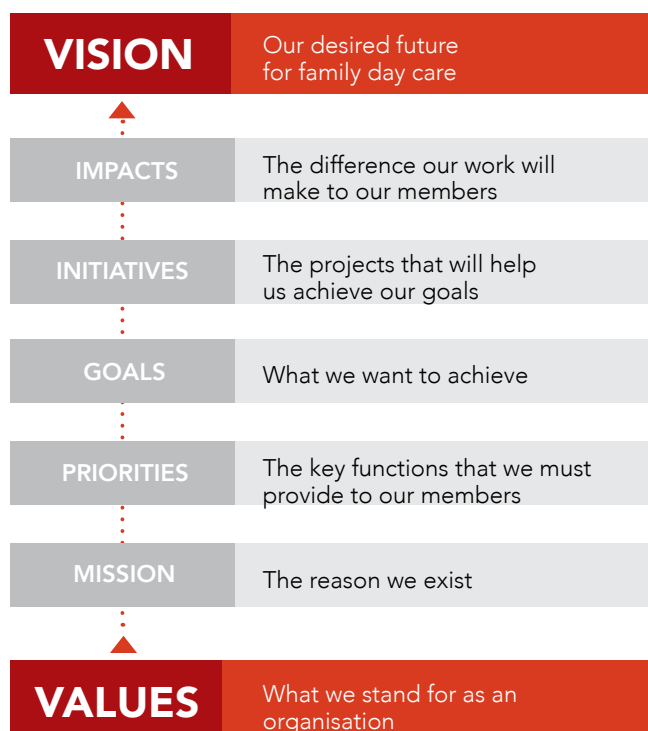 VISION
Our desired future
for family day care
IMPACTS
The difference our work will
make to our members
INITIATIVES
The projects that will help
us achieve our goals
GOALS
What we want to achieve
PRIORITIES
The key functions that we must
provide to our members
MISSION
The reason we exist
VALUES
What we stand for as an
organisation